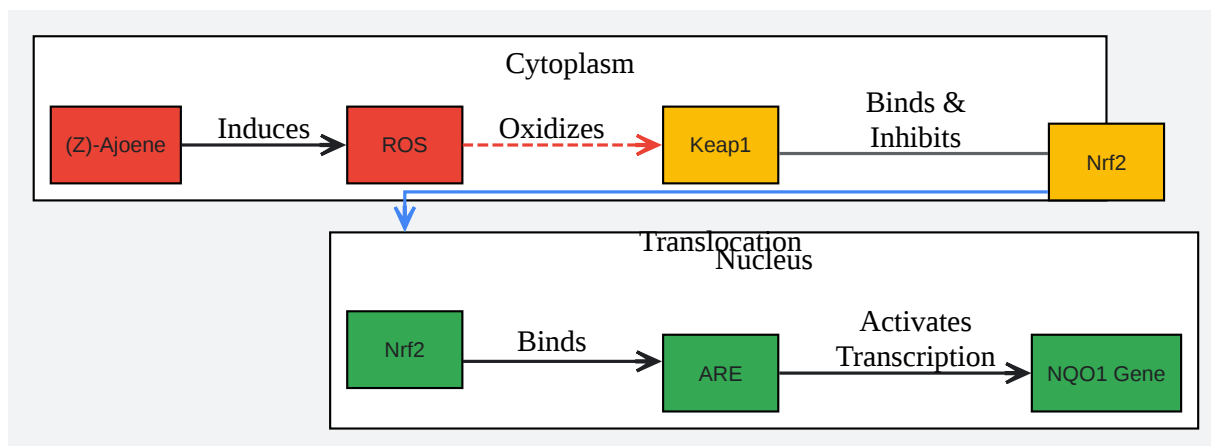 Cytoplasm
(Z)-Ajoene
Induces
ROS
Oxidizes
Keap1
Binds &
Inhibits
Nrf2
Translocation
Nucleus
Nrf2
Binds
ARE
Activates
Transcription
NQO1 Gene